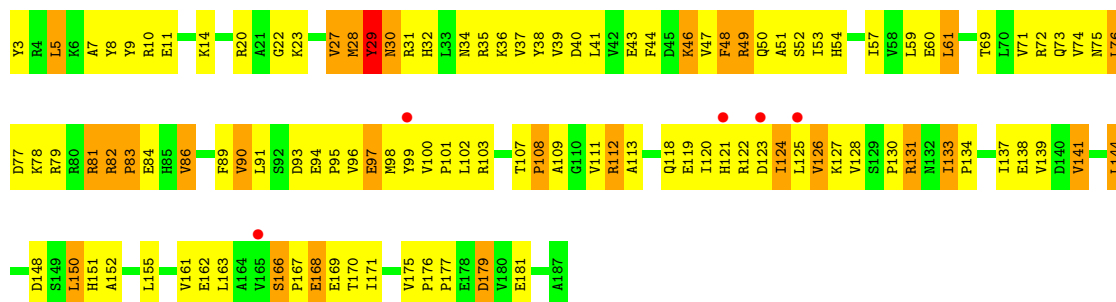 Y3 R4 L5 K6 A7 Y8 Y9 R10 E11 K14 R20 A21 G22 K23 V27 M28 Y29 N30 R31 H32 L33 N34 R35 K36 V37 Y38 V39 D40 L41 V42 E43 F44 D45 K46 V47 F48 R49 Q50 A51 S52 I53 H54 I57 V58 L59 E60 L61 T69 L70 V71 R72 Q73 V74 N75
D77 K78 R79 R80 R81 R82 P83 E84 H85 V86 F89 V90 L91 S92 D93 E94 P95 V96 E97 M98 Y99 V100 P101 L102 R103 T107 P108 A109 G110 V111 R112 A113 Q118 E119 I120 H121 R122 D123 I124 L125 V126 K127 V128 S129 P130 R131 N132 I133 P134 I137 E138 V139 D140 V141
D148 S149 L150 H151 A152 L155 V161 E162 L163 A164 V165 S166 P167 E168 E169 T170 I171 V175 P176 P177 E178 D179 V180 E181 A187